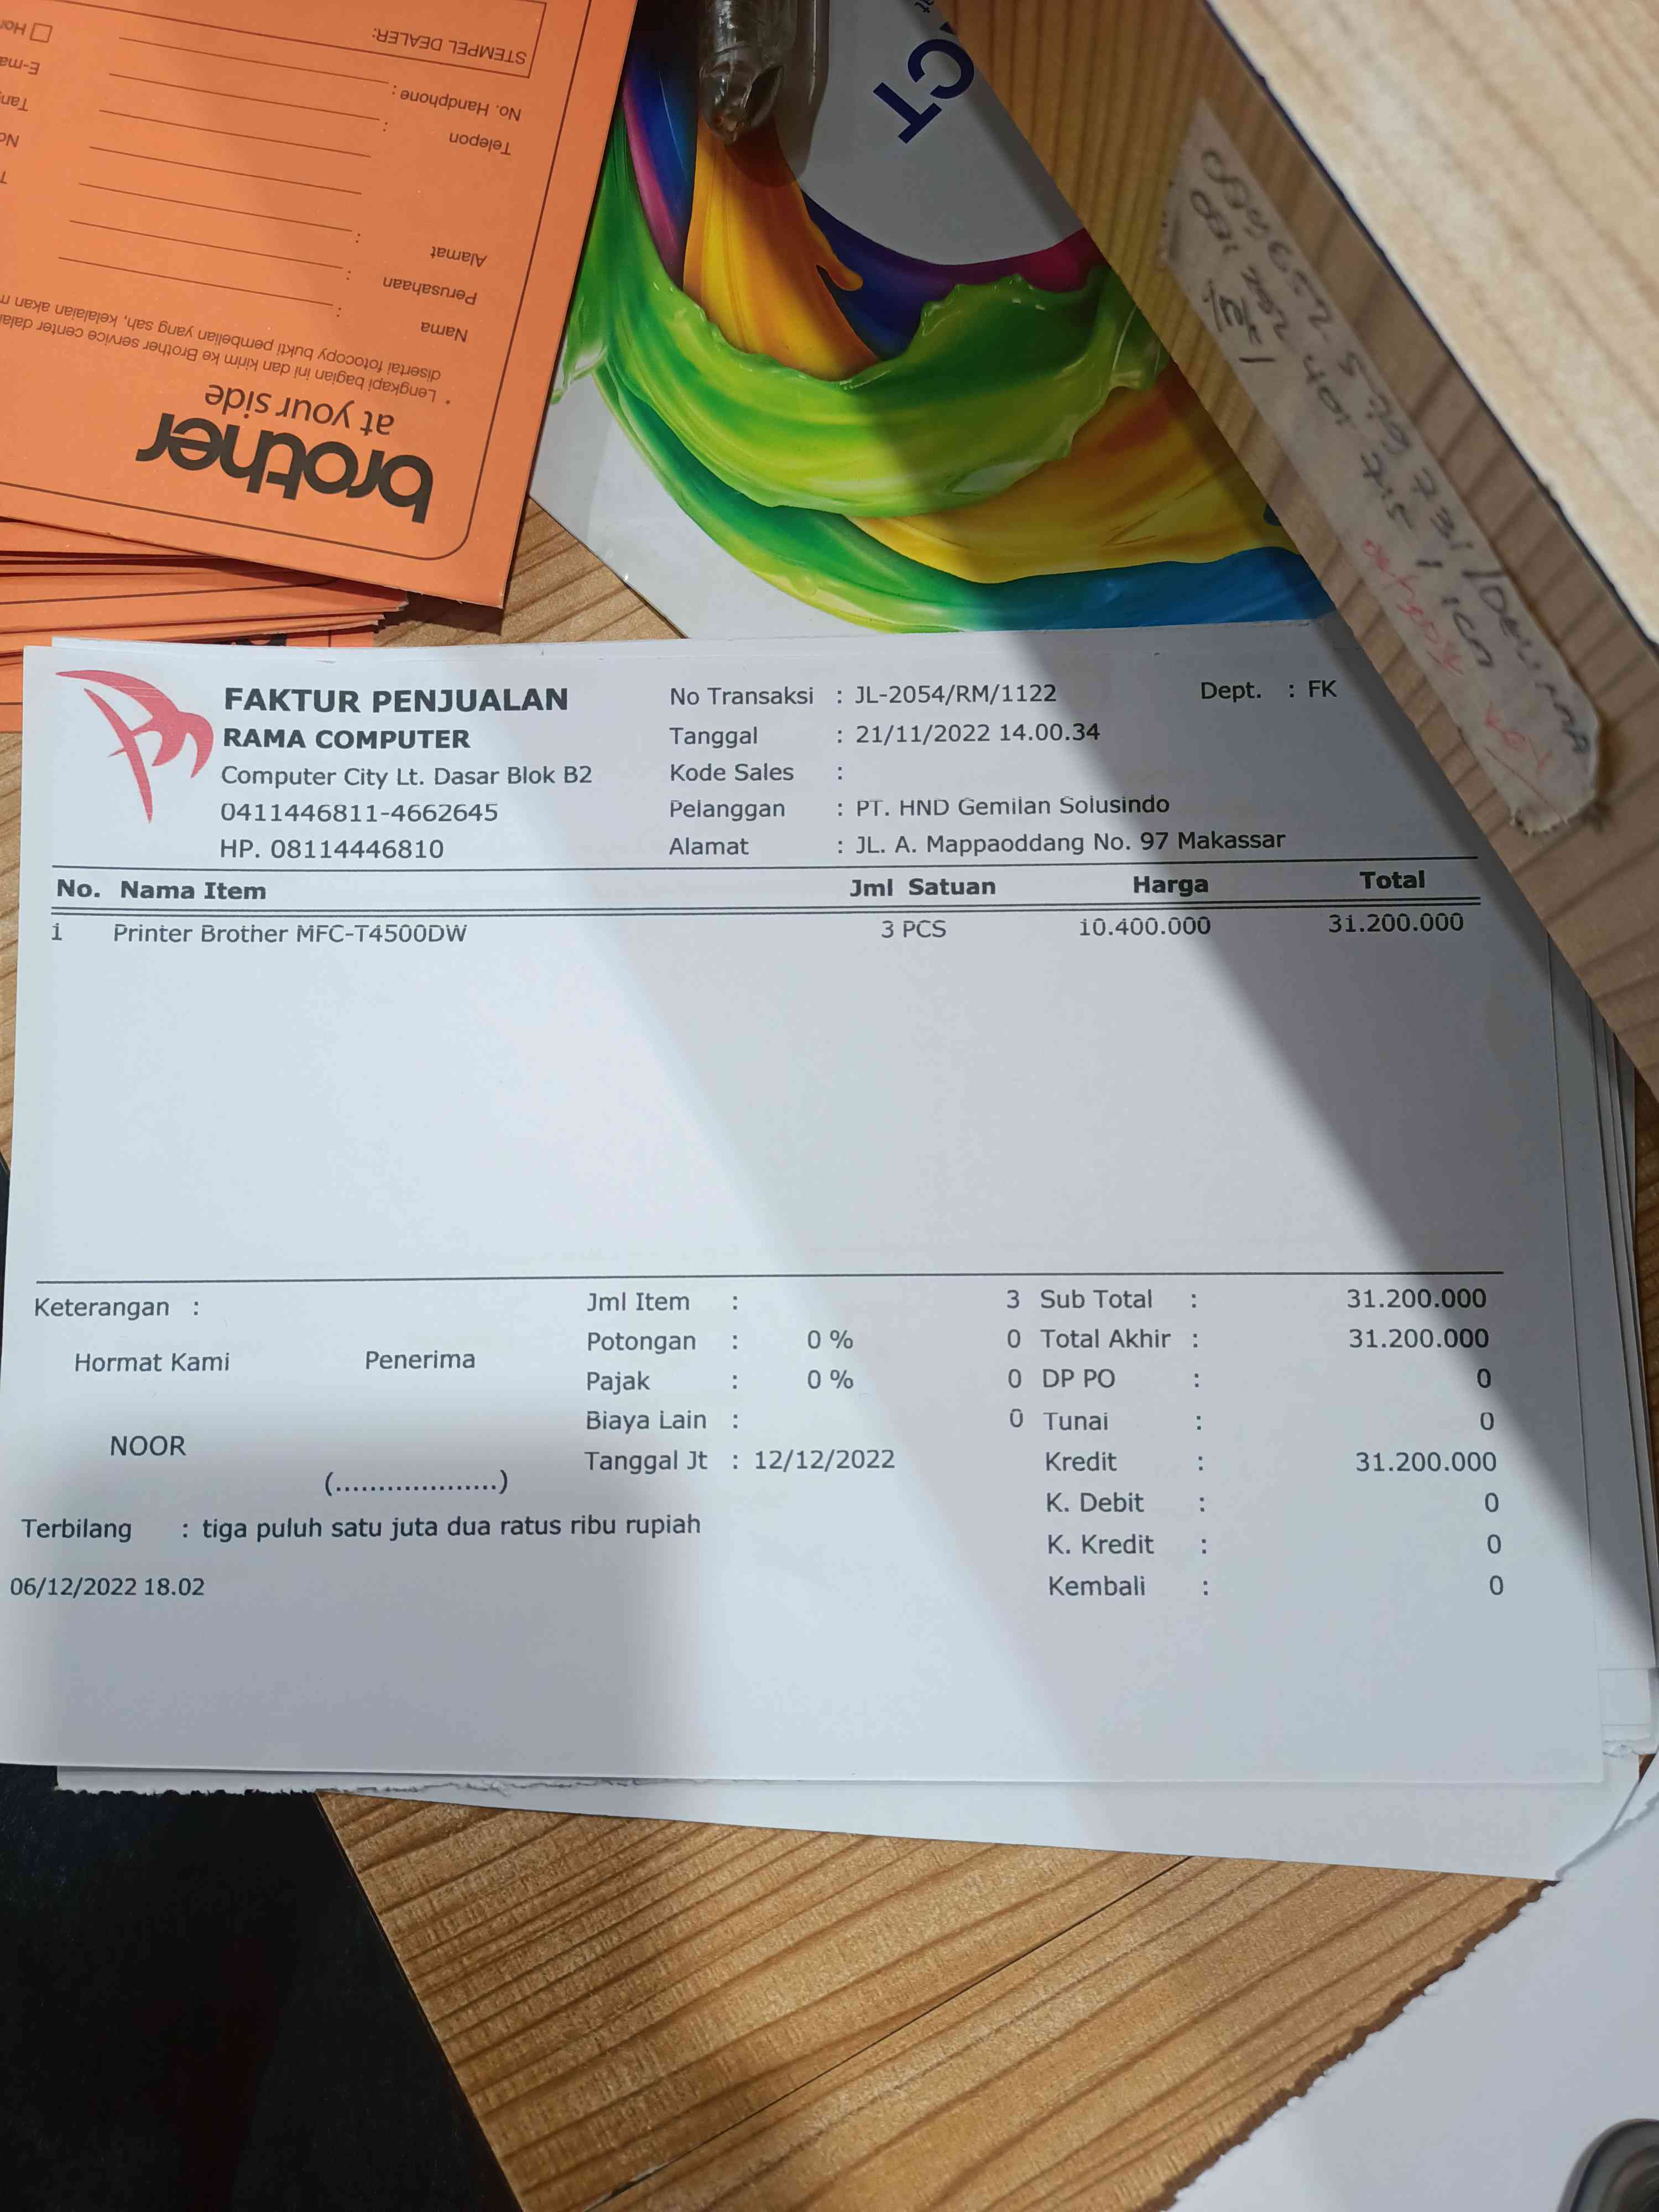 STEMPEL DEALER:
No. Handphone :
Telepon :
Alamat :
Perusahaan :
Nama :
disertai fotocopy bukti pembelian yang sah, kelalaian akan
• Lengkapi bagian ini dan kirim ke Brother service center
at your side
brother
CT
FAKTUR PENJUALAN
RAMA COMPUTER
Computer City Lt. Dasar Blok B2
0411446811-4662645
HP. 08114446810
No Transaksi : JL-2054/RM/1122 Dept. : FK
Tanggal : 21/11/2022 14.00.34
Kode Sales :
Pelanggan : PT. HND Gemilan Solusindo
Alamat : JL. A. Mappaoddang No. 97 Makassar
No. Nama Item Jml Satuan Harga Total
1 Printer Brother MFC-T4500DW 3 PCS 10.400.000 31.200.000
Keterangan :
Hormat Kami Penerima
NOOR
(....................)
Jml Item : 3
Potongan : 0 % 0
Pajak : 0 % 0
Biaya Lain : 0
Tanggal Jt : 12/12/2022
Sub Total : 31.200.000
Total Akhir : 31.200.000
DP PO : 0
Tunai : 0
Kredit : 31.200.000
K. Debit : 0
K. Kredit : 0
Kembali : 0
Terbilang : tiga puluh satu juta dua ratus ribu rupiah
06/12/2022 18.02